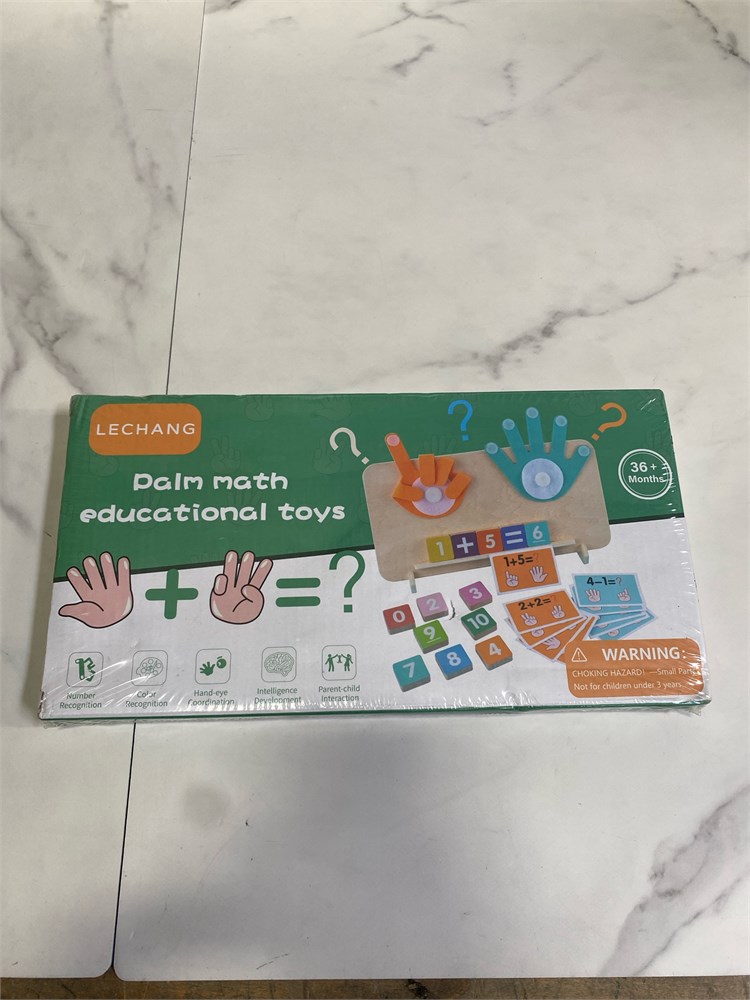 LECHANG
Palm math
educational toys
+ = ?
? ? ?
36+
Months
1 + 5 = 6
1+5=
4-1=?
2+2=
0 2 3
9 10
7 8 4
Number
Recognition
Color
Recognition
Hand-eye
Coordination
Intelligence
Development
Parent-child
Interaction
WARNING:
CHOKING HAZARD! —Small Parts
Not for children under 3 years.